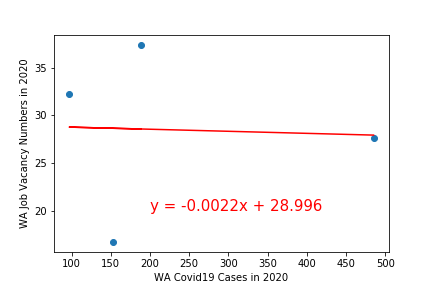 WA Job Vacancy Numbers in 2020
35
30
25
20
y = -0.0022x + 28.996
100 150 200 250 300 350 400 450 500
WA Covid19 Cases in 2020